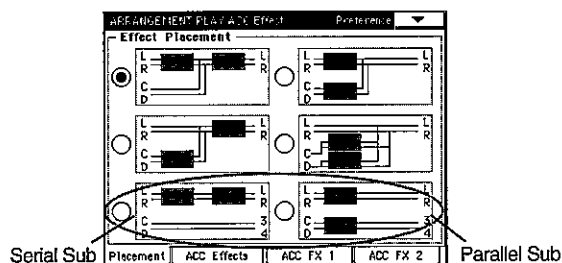 ARRANGEMENT PLAY ACC Effect Preference
Effect Placement
L L L L
R R R R
C C
D D
L L L L
R R R R
C C
D D
L L L L
R R R R
C 3 C 3
D 4 D 4
Serial Sub Parallel Sub
Placement ACC Effects ACC FX 1 ACC FX 2